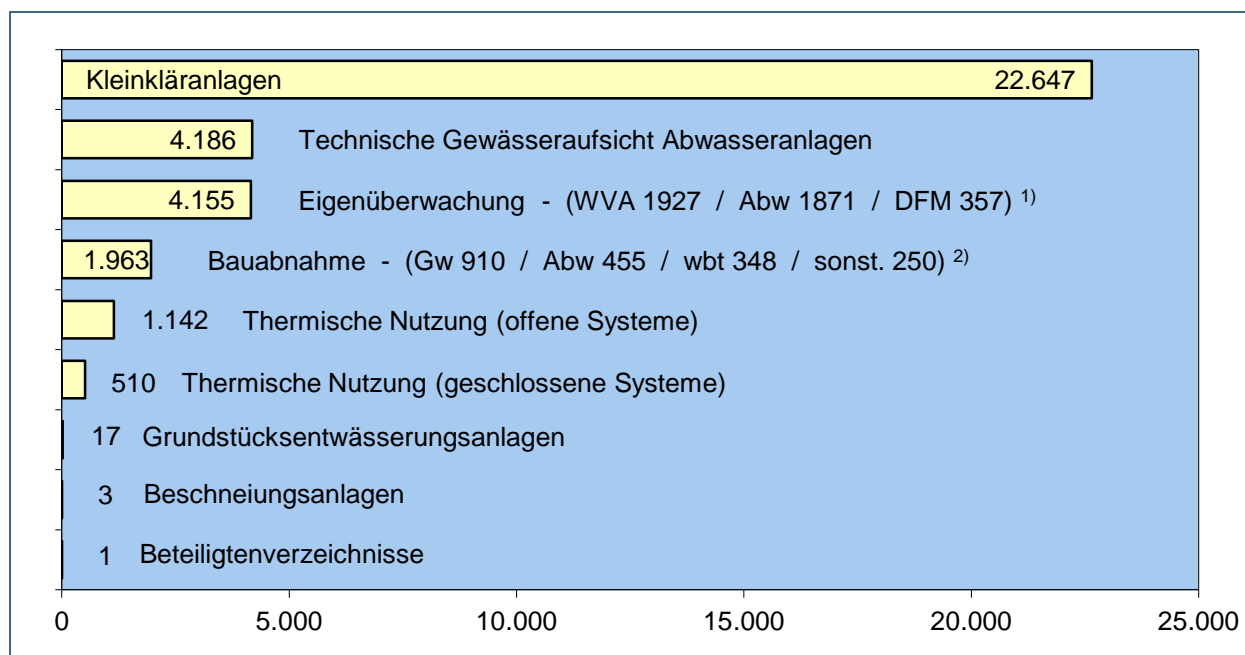 Kleinkläranlagen 22.647
4.186 Technische Gewässeraufsicht Abwasseranlagen
4.155 Eigenüberwachung - (WVA 1927 / Abw 1871 / DFM 357) 1)
1.963 Bauabnahme - (Gw 910 / Abw 455 / wbt 348 / sonst. 250) 2)
1.142 Thermische Nutzung (offene Systeme)
510 Thermische Nutzung (geschlossene Systeme)
17 Grundstücksentwässerungsanlagen
3 Beschneiungsanlagen
1 Beteiligtenverzeichnisse
0 5.000 10.000 15.000 20.000 25.000